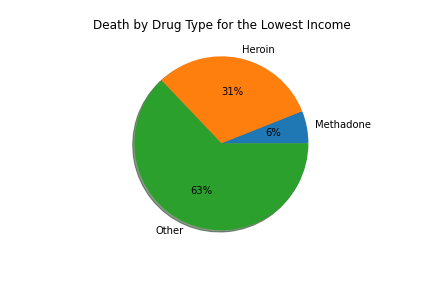 Death by Drug Type for the Lowest Income
Heroin
31%
Methadone
6%
63%
Other